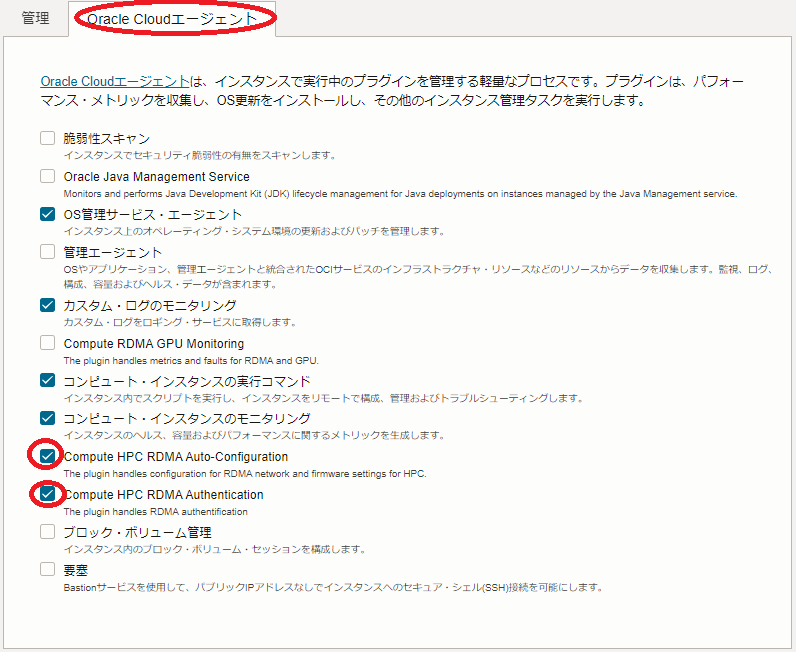 管理
Oracle Cloudエージェント
Oracle Cloudエージェントは、インスタンスで実行中のプラグインを管理する軽量なプロセスです。プラグインは、パフォー
マンス・メトリックを収集し、OS更新をインストールし、その他のインスタンス管理タスクを実行します。
脆弱性スキャン
インスタンスでセキュリティ脆弱性の有無をスキャンします。
Oracle Java Management Service
Monitors and performs Java Development Kit (JDK) lifecycle management for Java deployments on instances managed by the Java Management service.
OS管理サービス・エージェント
インスタンス上のオペレーティング・システム環境の更新およびパッチを管理します。
管理エージェント
OSやアプリケーション、管理エージェントと統合されたOCIサービスのインフラストラクチャ・リソースなどのリソースからデータを収集します。監視、ログ、
構成、容量およびヘルス・データが含まれます。
カスタム・ログのモニタリング
カスタム・ログをロギング・サービスに取得します。
Compute RDMA GPU Monitoring
The plugin handles metrics and faults for RDMA and GPU.
コンピュート・インスタンスの実行コマンド
インスタンス内でスクリプトを実行し、インスタンスをリモートで構成、管理およびトラブルシューティングします。
コンピュート・インスタンスのモニタリング
インスタンスのヘルス、容量およびパフォーマンスに関するメトリックを生成します。
Compute HPC RDMA Auto-Configuration
The plugin handles configuration for RDMA network and firmware settings for HPC.
Compute HPC RDMA Authentication
The plugin handles RDMA authentification
ブロック・ボリューム管理
インスタンス内のブロック・ボリューム・セッションを構成します。
要塞
Bastionサービスを使用して、パブリックIPアドレスなしでインスタンスへのセキュア・シェル(SSH)接続を可能にします。